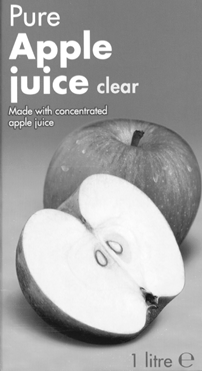 Pure
Apple
juice clear
Made with concentrated
apple juice
1 litre ℮